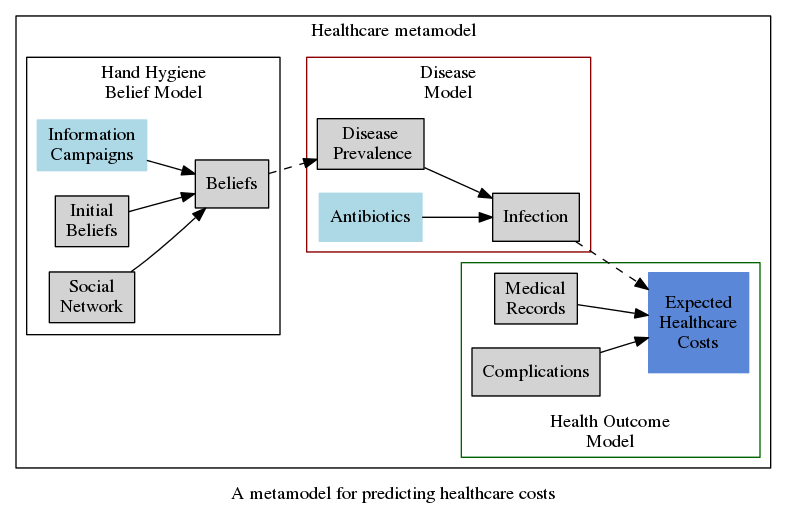 Healthcare metamodel
Hand Hygiene
Belief Model
Information
Campaigns
Initial
Beliefs
Social
Network
Beliefs
Disease
Model
Disease
Prevalence
Antibiotics
Infection
Medical
Records
Complications
Expected
Healthcare
Costs
Health Outcome
Model
A metamodel for predicting healthcare costs